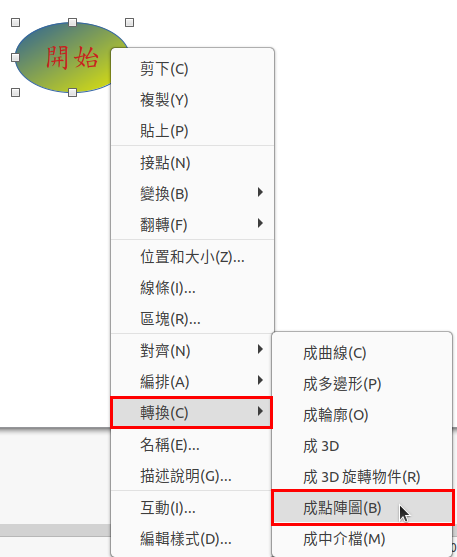 開始
剪下(C)
複製(Y)
貼上(P)
接點(N)
變換(B)
翻轉(F)
位置和大小(Z)...
線條(I)...
區塊(R)...
對齊(N)
編排(A)
轉換(C)
名稱(E)...
描述說明(G)...
互動(I)...
編輯樣式(D)...
成曲線(C)
成多邊形(P)
成輪廓(O)
成 3D
成 3D 旋轉物件(R)
成點陣圖(B)
成中介檔(M)